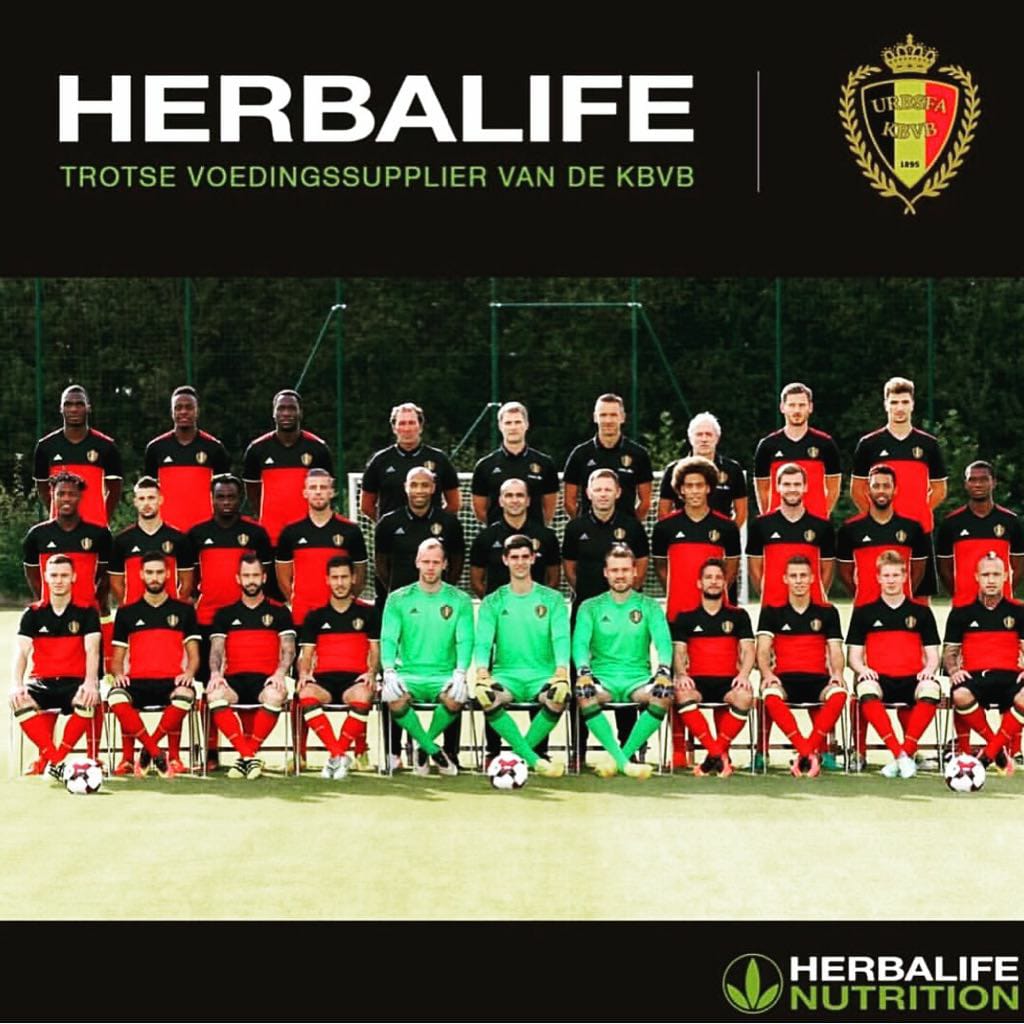 HERBALIFE
TROTSE VOEDINGSSUPPLIER VAN DE KBVB
URBSFA
KBVB
1895
HERBALIFE
NUTRITION